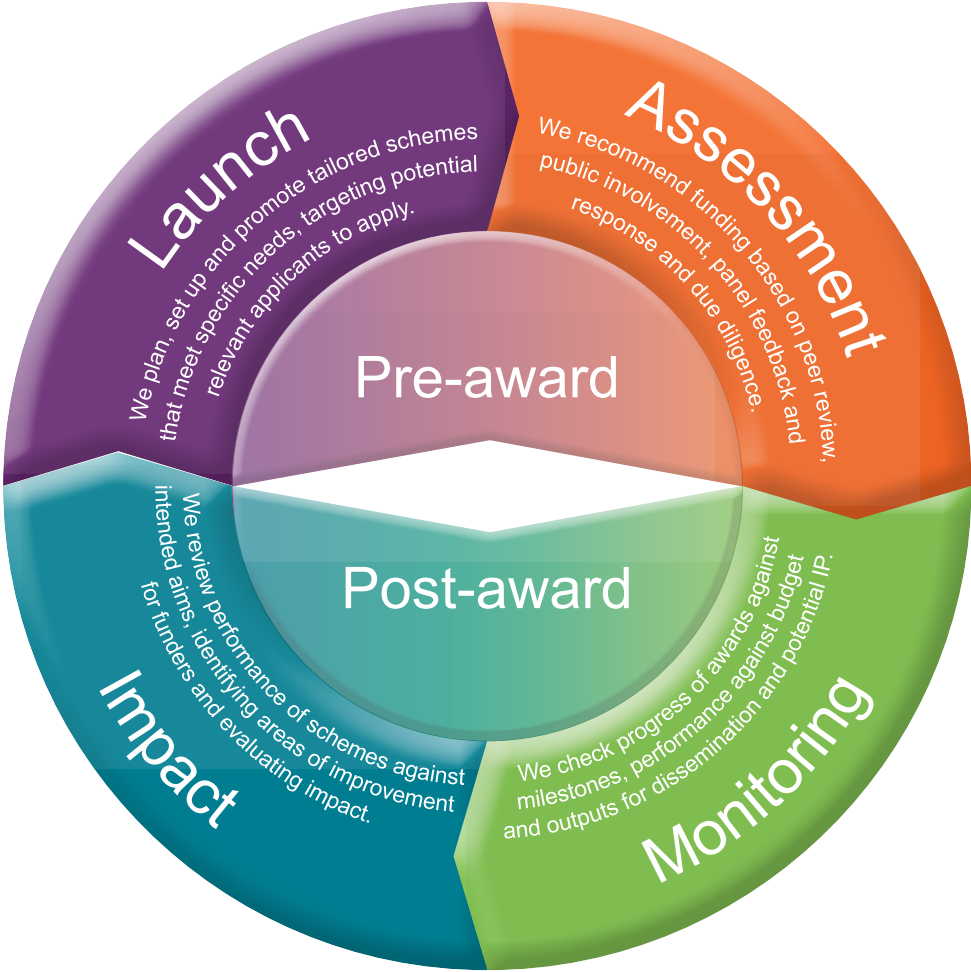 Launch
We plan, set up and promote tailored schemes
that meet specific needs, targeting potential
relevant applicants to apply.
Assessment
We recommend funding based on peer review,
public involvement, panel feedback and
response and due diligence.
Pre-award
Post-award
Monitoring
We check progress of awards against
milestones, performance against budget
and outputs for dissemination and potential IP.
Impact
We review performance of schemes against
intended aims, identifying areas of improvement
for funders and evaluating impact.